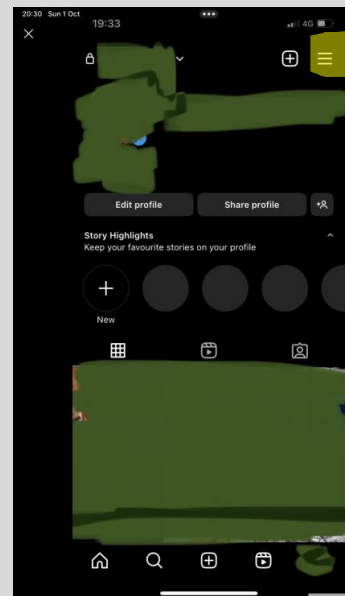 20:30 Sun 1 Oct
19:33
4G
Edit profile
Share profile
Story Highlights
Keep your favourite stories on your profile
New